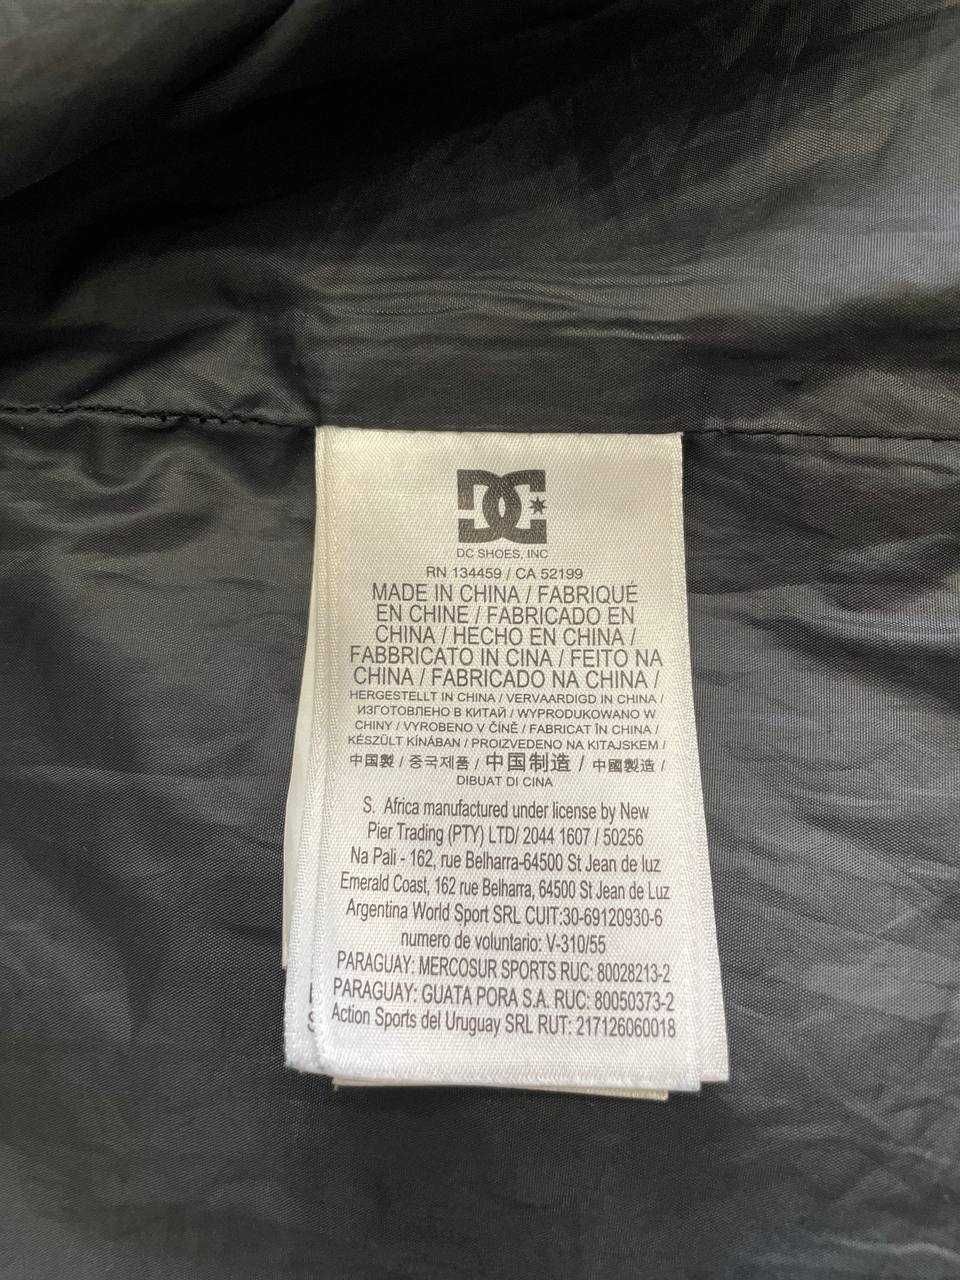 DC
DC SHOES, INC
RN 134459 / CA 52199
MADE IN CHINA / FABRIQUÉ
EN CHINE / FABRICADO EN
CHINA / HECHO EN CHINA /
FABBRICATO IN CINA / FEITO NA
CHINA / FABRICADO NA CHINA /
HERGESTELLT IN CHINA / VERVAARDIGD IN CHINA /
ИЗГОТОВЛЕНО В КИТАЙ / WYPRODUKOWANO W
CHINY / VYROBENO V ČÍNĚ / FABRICAT ÎN CHINA /
KÉSZÜLT KÍNÁBAN / PROIZVEDENO NA KITAJSKEM /
中国製 / 중국제품 / 中国制造 / 中國製造 /
DIBUAT DI CINA
S. Africa manufactured under license by New
Pier Trading (PTY) LTD/ 2044 1607 / 50256
Na Pali - 162, rue Belharra-64500 St Jean de luz
Emerald Coast, 162 rue Belharra, 64500 St Jean de Luz
Argentina World Sport SRL CUIT:30-69120930-6
numero de voluntario: V-310/55
PARAGUAY: MERCOSUR SPORTS RUC: 80028213-2
PARAGUAY: GUATA PORA S.A. RUC: 80050373-2
Action Sports del Uruguay SRL RUT: 217126060018